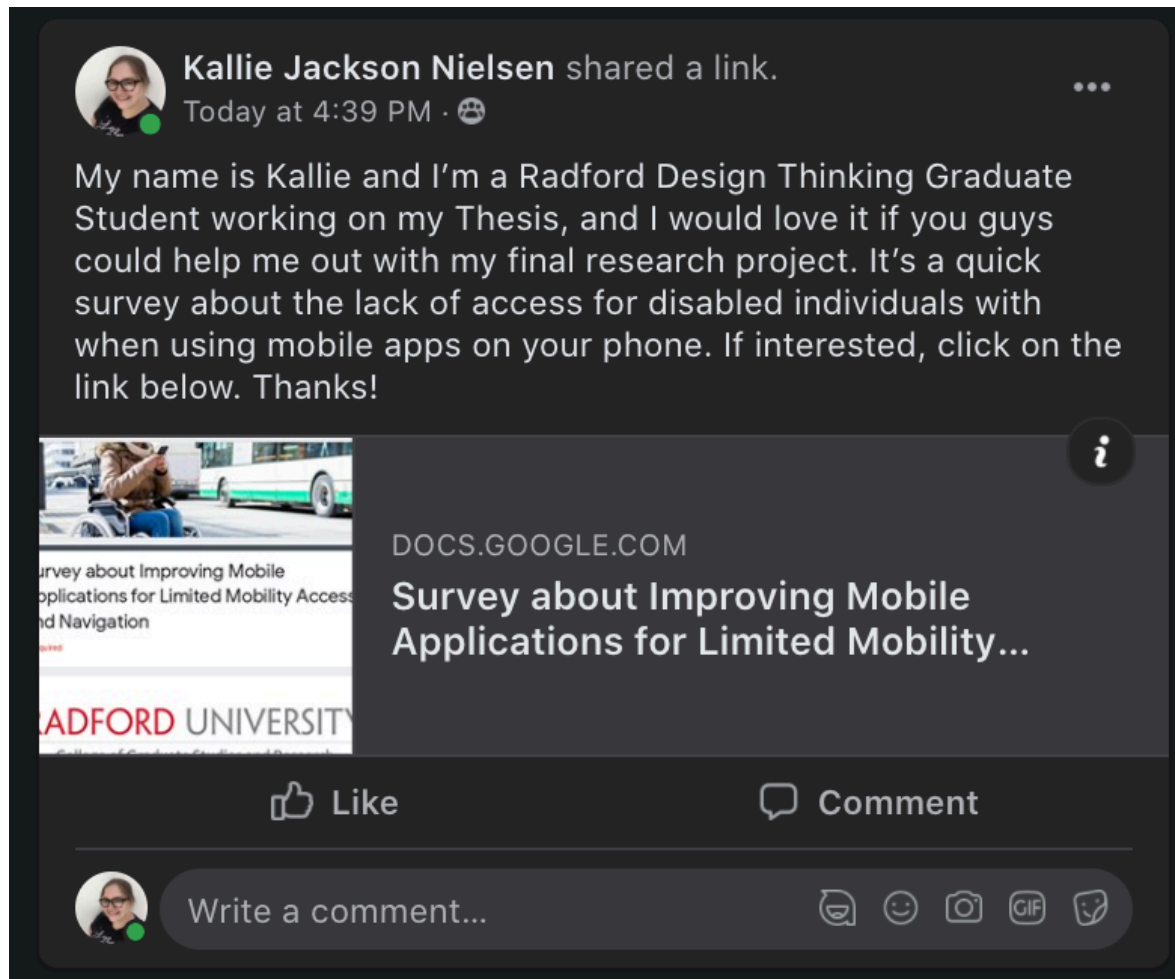 Kallie Jackson Nielsen shared a link.
Today at 4:39 PM ·
My name is Kallie and I'm a Radford Design Thinking Graduate
Student working on my Thesis, and I would love it if you guys
could help me out with my final research project. It's a quick
survey about the lack of access for disabled individuals with
when using mobile apps on your phone. If interested, click on the
link below. Thanks!
urvey about Improving Mobile
pplications for Limited Mobility Access
nd Navigation
ADFORD UNIVERSITY
DOCS.GOOGLE.COM
Survey about Improving Mobile
Applications for Limited Mobility...
Like
Comment
Write a comment...
GIF